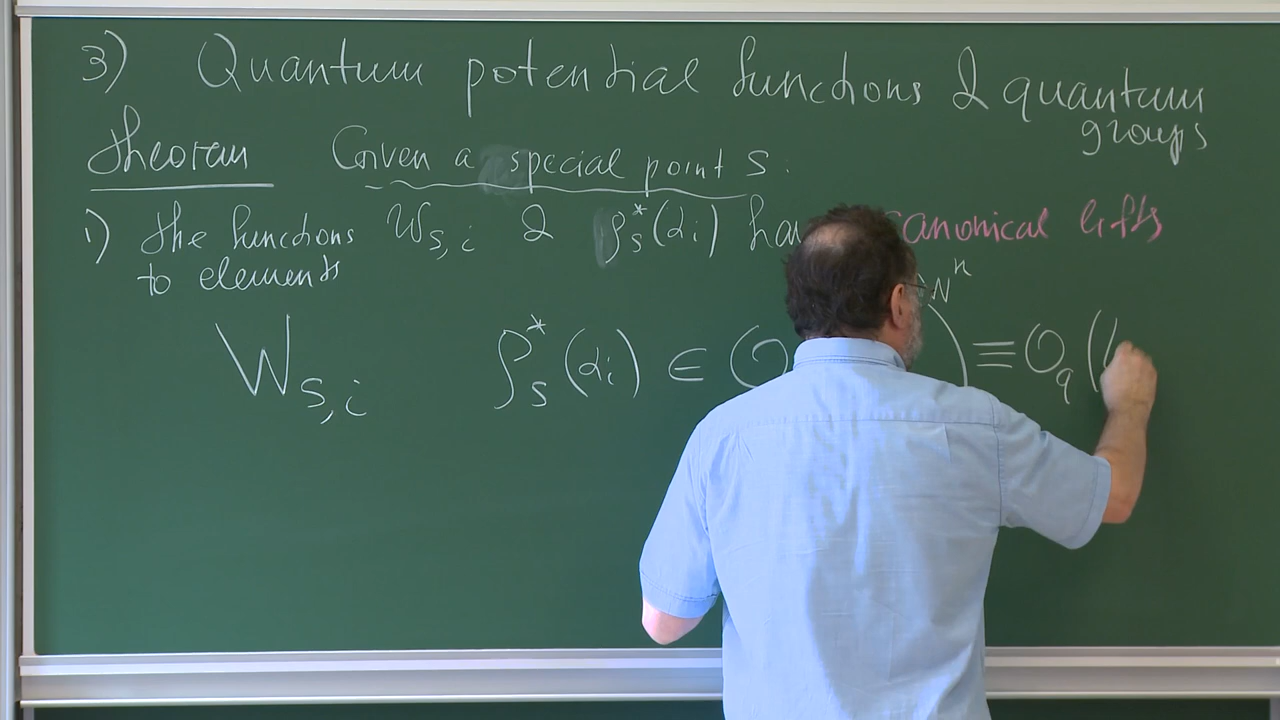 3) Quantum potential functions & quantum groups
Theorem Given a special point s:
1) the functions W_{s,i} & ρ_s^*(α_i) ha canonical lifts
to elements
W_{s,i} ρ_s^*(α_i) ∈ O ) ≡ O_q (